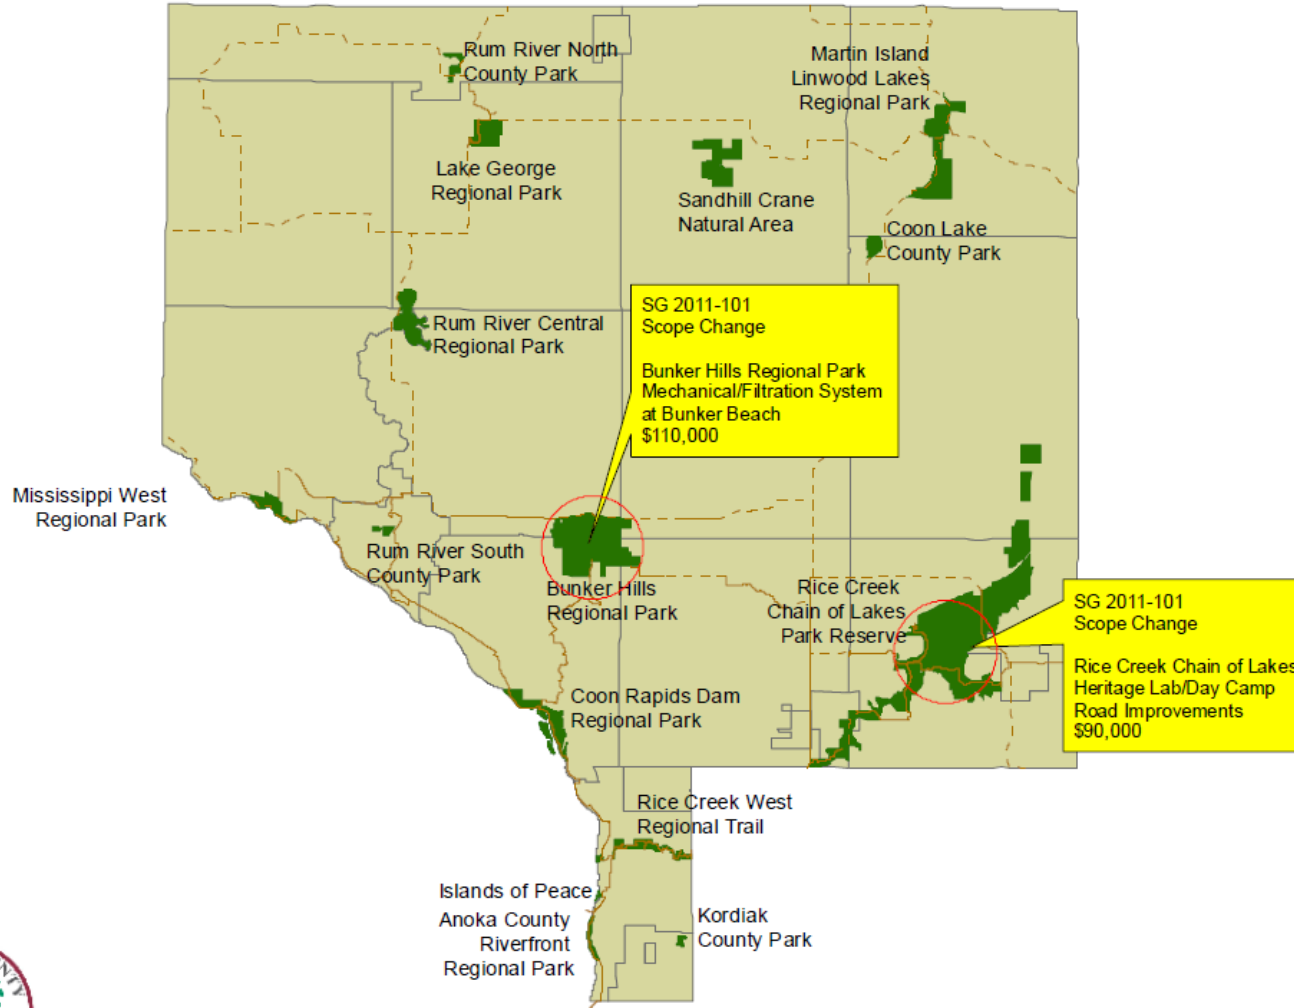 Rum River North
County Park
Martin Island
Linwood Lakes
Regional Park
Lake George
Regional Park
Sandhill Crane
Natural Area
Coon Lake
County Park
SG 2011-101
Scope Change
Bunker Hills Regional Park
Mechanical/Filtration System
at Bunker Beach
$110,000
Rum River Central
Regional Park
Mississippi West
Regional Park
Rum River South
County Park
Bunker Hills
Regional Park
Rice Creek
Chain of Lakes
Park Reserve
SG 2011-101
Scope Change
Rice Creek Chain of Lakes
Heritage Lab/Day Camp
Road Improvements
$90,000
Coon Rapids Dam
Regional Park
Rice Creek West
Regional Trail
Islands of Peace
Anoka County
Riverfront
Regional Park
Kordiak
County Park